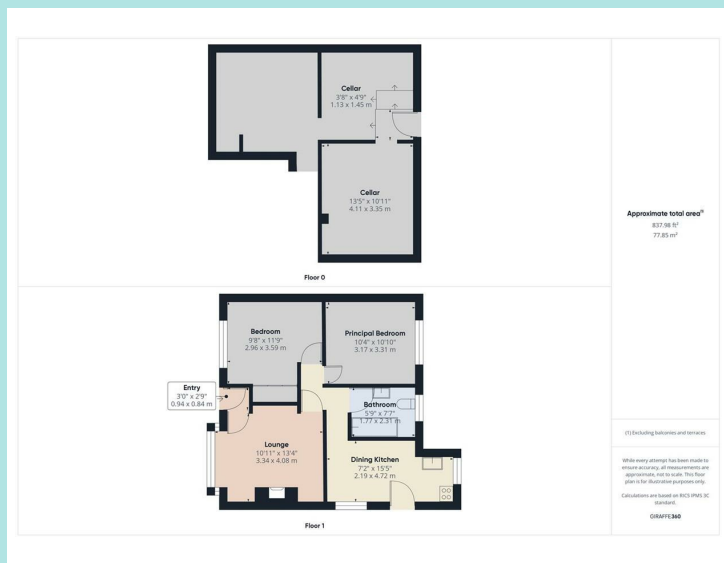 Cellar
3'8" x 4'9"
1.13 x 1.45 m
Cellar
13'5" x 10'11"
4.11 x 3.35 m
Floor 0
Approximate total area(1)
837.98 ft²
77.85 m²
Bedroom
9'8" x 11'9"
2.96 x 3.59 m
Principal Bedroom
10'4" x 10'10"
3.17 x 3.31 m
Entry
3'0" x 2'9"
0.94 x 0.84 m
Bathroom
5'9" x 7'7"
1.77 x 2.31 m
Lounge
10'11" x 13'4"
3.34 x 4.08 m
Dining Kitchen
7'2" x 15'5"
2.19 x 4.72 m
Floor 1
(1) Excluding balconies and terraces
While every attempt has been made to
ensure accuracy, all measurements are
approximate, not to scale. This floor
plan is for illustrative purposes only.
Calculations are based on RICS IPMS 3C
standard.
GIRAFFE360